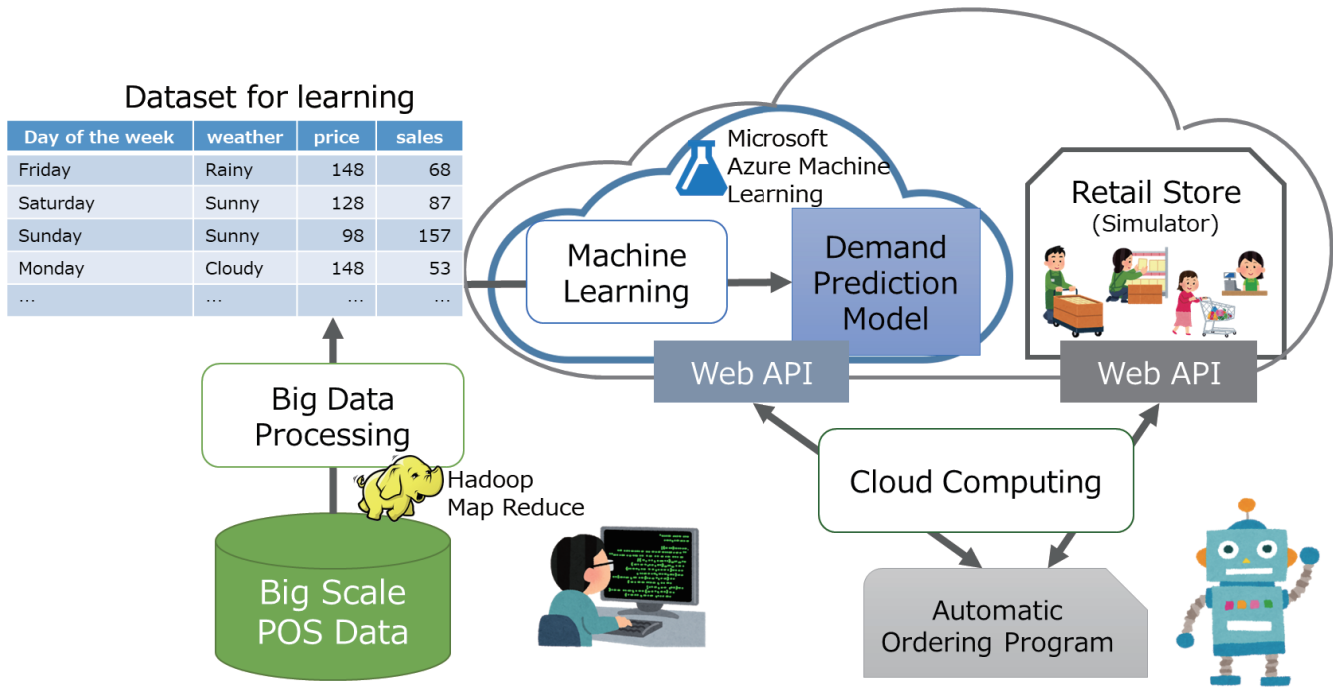 Dataset for learning
Day of the week weather price sales
Friday Rainy 148 68
Saturday Sunny 128 87
Sunday Sunny 98 157
Monday Cloudy 148 53
... ... ... ...
Microsoft
Azure Machine
Learning
Machine
Learning
Demand
Prediction
Model
Retail Store
(Simulator)
Web API
Web API
Big Data
Processing
Hadoop
Map Reduce
Big Scale
POS Data
Cloud Computing
Automatic
Ordering Program